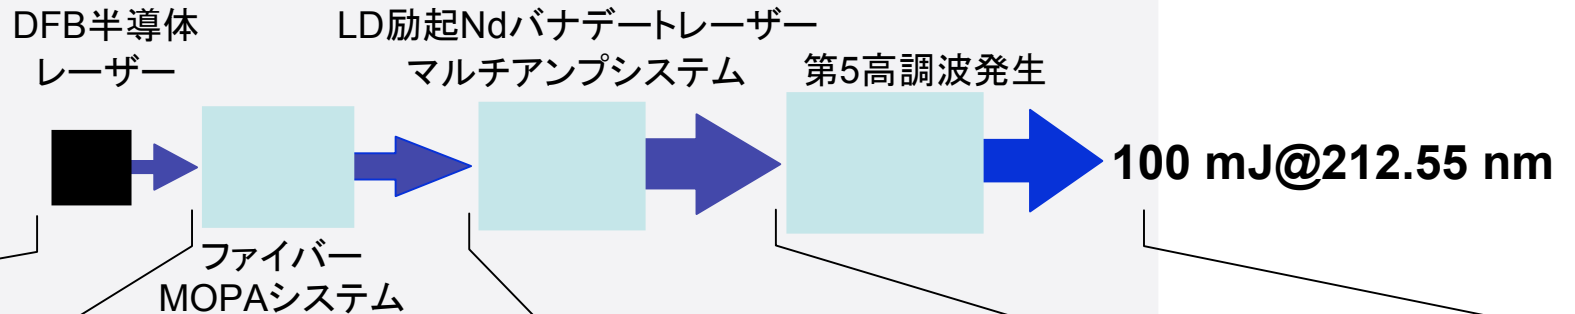 DFB半導体
レーザー
LD励起Ndバナデートレーザー
マルチアンプシステム
第5高調波発生
100 mJ@212.55 nm
ファイバー
MOPAシステム